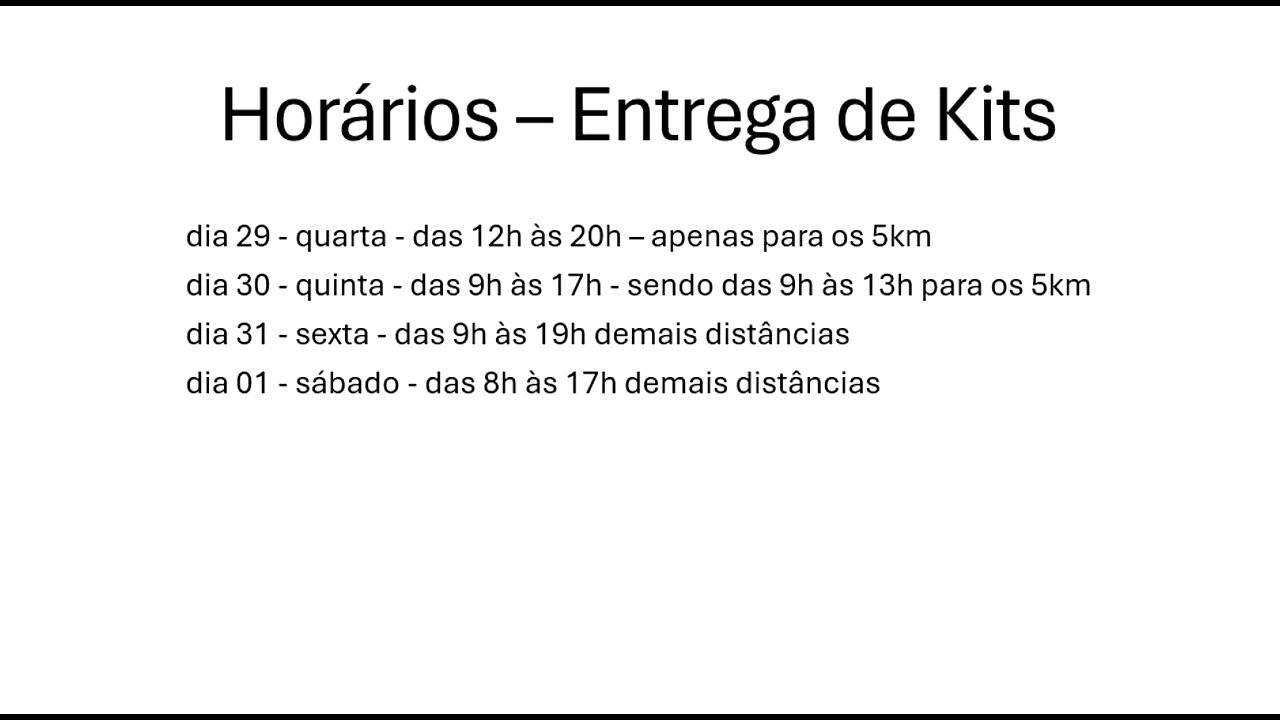 Horários – Entrega de Kits
dia 29 - quarta - das 12h às 20h – apenas para os 5km
dia 30 - quinta - das 9h às 17h - sendo das 9h às 13h para os 5km
dia 31 - sexta - das 9h às 19h demais distâncias
dia 01 - sábado - das 8h às 17h demais distâncias